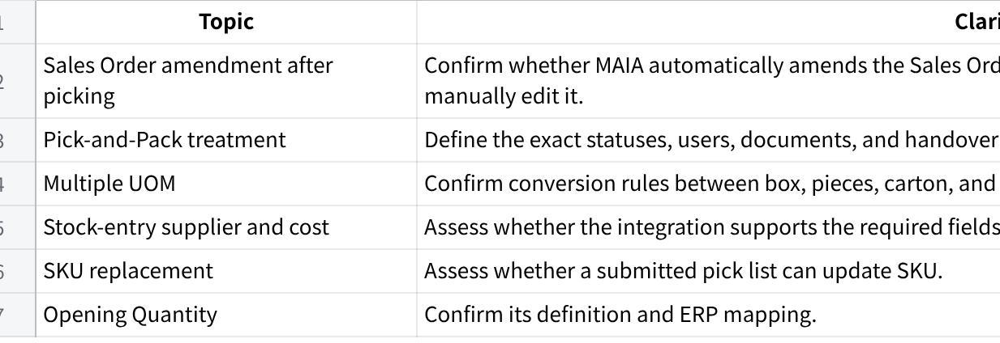 1 Topic Clari
2 Sales Order amendment after picking Confirm whether MAIA automatically amends the Sales Ord
manually edit it.
3 Pick-and-Pack treatment Define the exact statuses, users, documents, and handover
4 Multiple UOM Confirm conversion rules between box, pieces, carton, and
5 Stock-entry supplier and cost Assess whether the integration supports the required fields
6 SKU replacement Assess whether a submitted pick list can update SKU.
7 Opening Quantity Confirm its definition and ERP mapping.